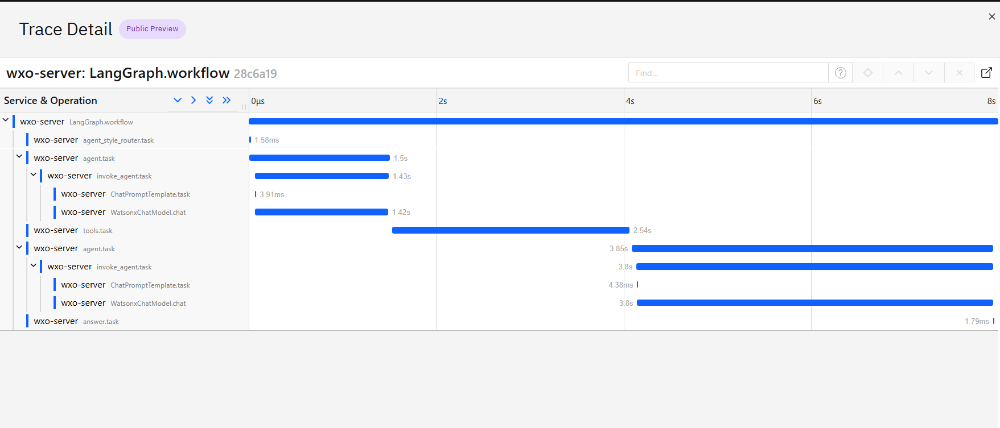 Trace Detail Public Preview
wxo-server: LangGraph.workflow 28c6a19 Find... ?
Service & Operation 0μs 2s 4s 6s 8s
wxo-server LangGraph.workflow
wxo-server agent_style_router.task 1.58ms
wxo-server agent.task 1.5s
wxo-server invoke_agent.task 1.43s
wxo-server ChatPromptTemplate.task 3.91ms
wxo-server WatsonxChatModel.chat 1.42s
wxo-server tools.task 2.54s
wxo-server agent.task 3.85s
wxo-server invoke_agent.task 3.8s
wxo-server ChatPromptTemplate.task 4.38ms
wxo-server WatsonxChatModel.chat 3.8s
wxo-server answer.task 1.79ms